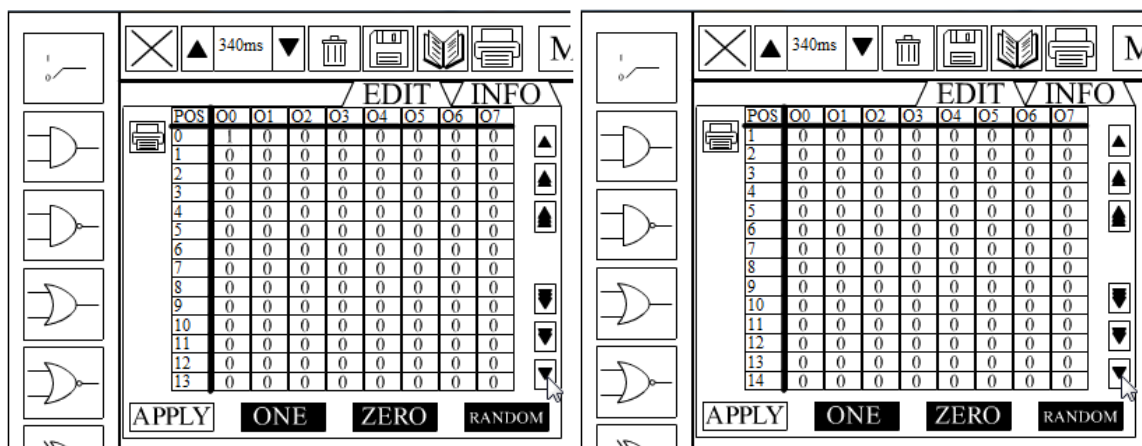 1
0
340ms
M
EDIT
INFO
POS O0 O1 O2 O3 O4 O5 O6 O7
0 1 0 0 0 0 0 0 0
1 0 0 0 0 0 0 0 0
2 0 0 0 0 0 0 0 0
3 0 0 0 0 0 0 0 0
4 0 0 0 0 0 0 0 0
5 0 0 0 0 0 0 0 0
6 0 0 0 0 0 0 0 0
7 0 0 0 0 0 0 0 0
8 0 0 0 0 0 0 0 0
9 0 0 0 0 0 0 0 0
10 0 0 0 0 0 0 0 0
11 0 0 0 0 0 0 0 0
12 0 0 0 0 0 0 0 0
13 0 0 0 0 0 0 0 0
APPLY ONE ZERO RANDOM
1
0
340ms
M
EDIT
INFO
POS O0 O1 O2 O3 O4 O5 O6 O7
1 0 0 0 0 0 0 0 0
2 0 0 0 0 0 0 0 0
3 0 0 0 0 0 0 0 0
4 0 0 0 0 0 0 0 0
5 0 0 0 0 0 0 0 0
6 0 0 0 0 0 0 0 0
7 0 0 0 0 0 0 0 0
8 0 0 0 0 0 0 0 0
9 0 0 0 0 0 0 0 0
10 0 0 0 0 0 0 0 0
11 0 0 0 0 0 0 0 0
12 0 0 0 0 0 0 0 0
13 0 0 0 0 0 0 0 0
14 0 0 0 0 0 0 0 0
APPLY ONE ZERO RANDOM